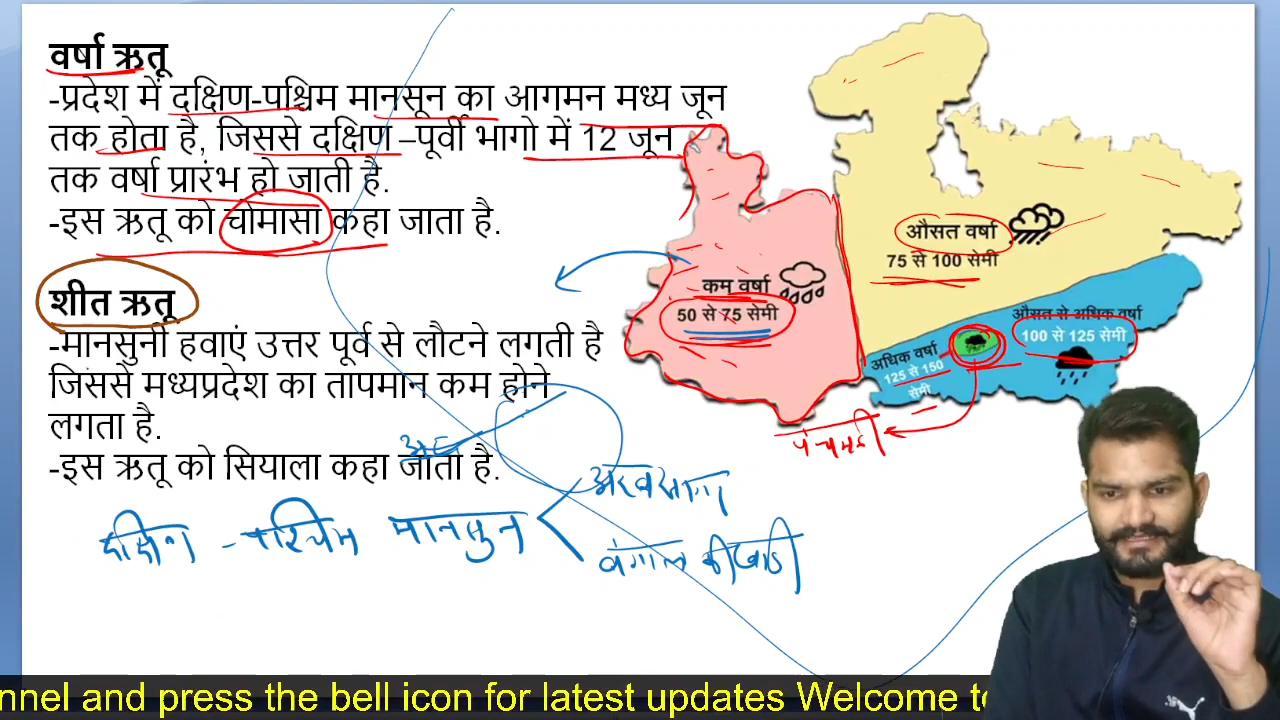 वर्षा ऋतू
-प्रदेश में दक्षिण-पश्चिम मानसून का आगमन मध्य जून
तक होता है, जिससे दक्षिण –पूर्वी भागो में 12 जून
तक वर्षा प्रारंभ हो जाती है.
-इस ऋतू को चोमासा कहा जाता है.
शीत ऋतू
-मानसुनी हवाएं उत्तर पूर्व से लौटने लगती है
जिससे मध्यप्रदेश का तापमान कम होने
लगता है.
-इस ऋतू को सियाला कहा जाता है.
दक्षिण - पश्चिम मानसुन
अरब सागर
बंगाल की खाड़ी
औसत वर्षा
75 से 100 सेमी
कम वर्षा
50 से 75 सेमी
औसत से अधिक वर्षा
100 से 125 सेमी
अधिक वर्षा
125 से 150
सेमी
पंचमढ़ी
nnel and press the bell icon for latest updates Welcome to